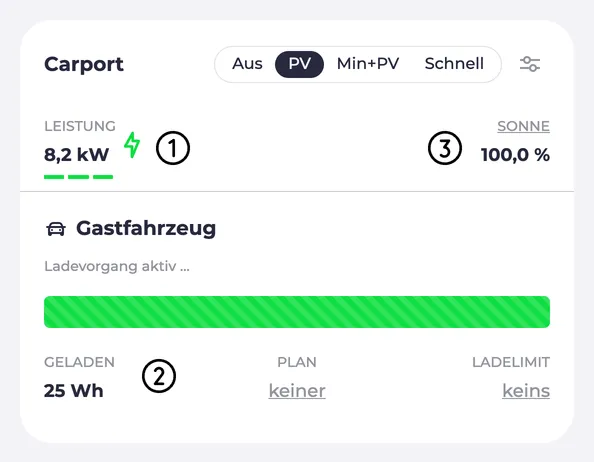 Carport Aus PV Min+PV Schnell
LEISTUNG ① ③ SONNE
8,2 kW 100,0 %
Gastfahrzeug
Ladevorgang aktiv ...
GELADEN ② PLAN LADELIMIT
25 Wh keiner keins